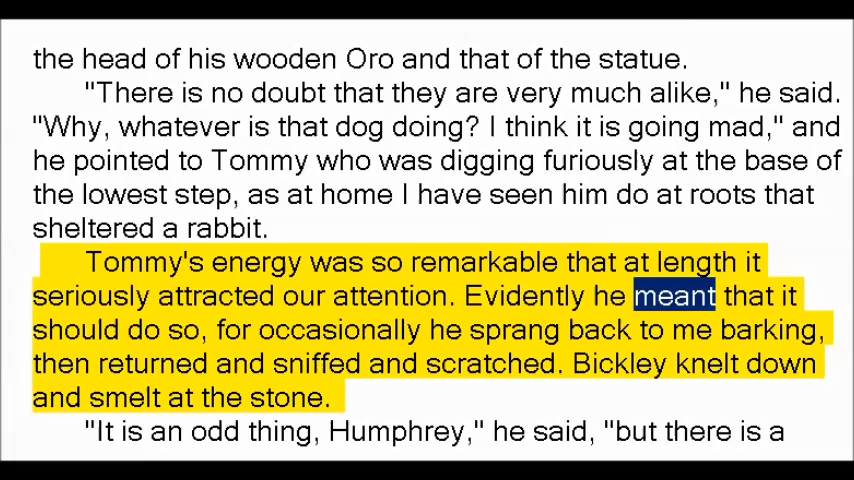 the head of his wooden Oro and that of the statue.
"There is no doubt that they are very much alike," he said.
"Why, whatever is that dog doing? I think it is going mad," and
he pointed to Tommy who was digging furiously at the base of
the lowest step, as at home I have seen him do at roots that
sheltered a rabbit.
Tommy's energy was so remarkable that at length it
seriously attracted our attention. Evidently he meant that it
should do so, for occasionally he sprang back to me barking,
then returned and sniffed and scratched. Bickley knelt down
and smelt at the stone.
"It is an odd thing, Humphrey," he said, "but there is a